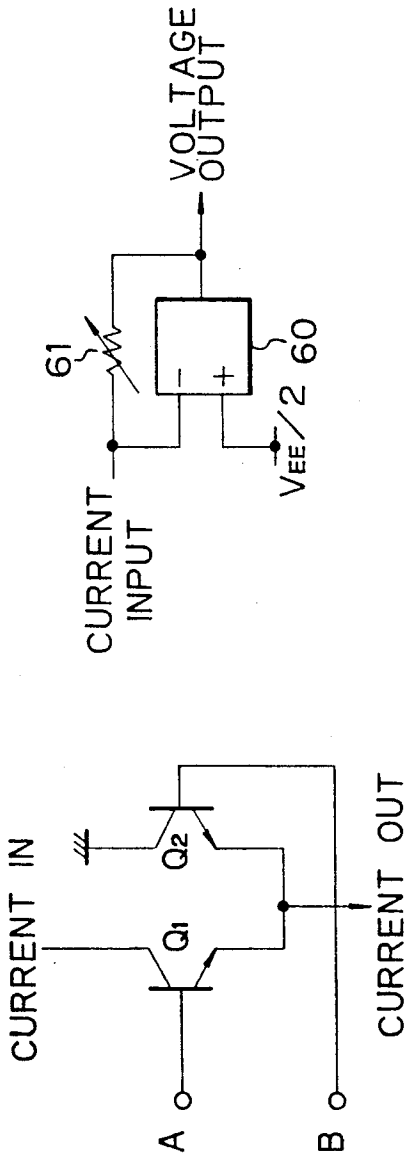 CURRENT IN
A
Q1
Q2
B
CURRENT OUT
CURRENT
INPUT
61
VOLTAGE
OUTPUT
−
+
60
VEE/2